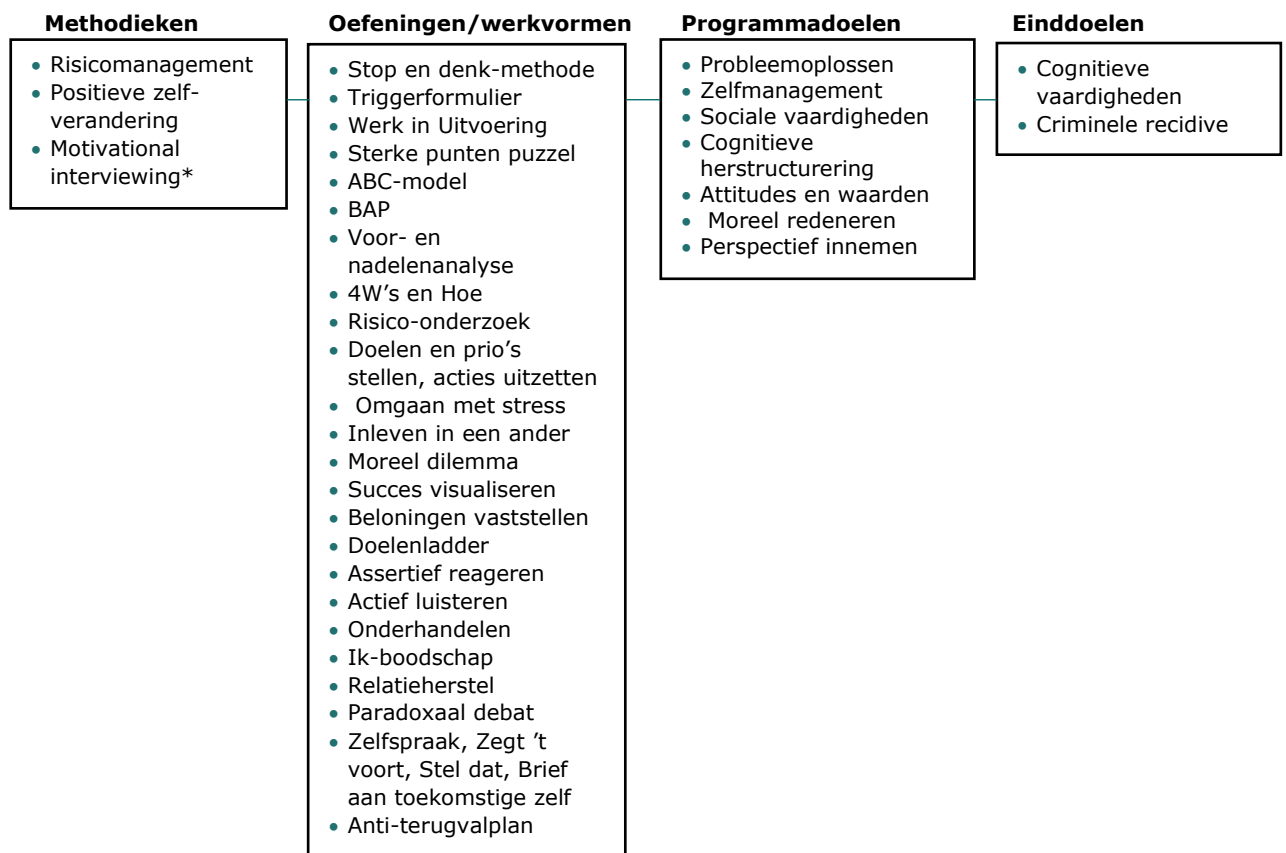 Methodieken
• Risicomanagement
• Positieve zelf-
verandering
• Motivational
interviewing*
Oefeningen/werkvormen
• Stop en denk-methode
• Triggerformulier
• Werk in Uitvoering
• Sterke punten puzzel
• ABC-model
• BAP
• Voor- en
nadelenanalyse
• 4W's en Hoe
• Risico-onderzoek
• Doelen en prio's
stellen, acties uitzetten
• Omgaan met stress
• Inleven in een ander
• Moreel dilemma
• Succes visualiseren
• Beloningen vaststellen
• Doelenladder
• Assertief reageren
• Actief luisteren
• Onderhandelen
• Ik-boodschap
• Relatieherstel
• Paradoxaal debat
• Zelfspraak, Zegt 't
voort, Stel dat, Brief
aan toekomstige zelf
• Anti-terugvalplan
Programmadoelen
• Probleemoplossen
• Zelfmanagement
• Sociale vaardigheden
• Cognitieve
herstructurering
• Attitudes en waarden
• Moreel redeneren
• Perspectief innemen
Einddoelen
• Cognitieve
vaardigheden
• Criminele recidive